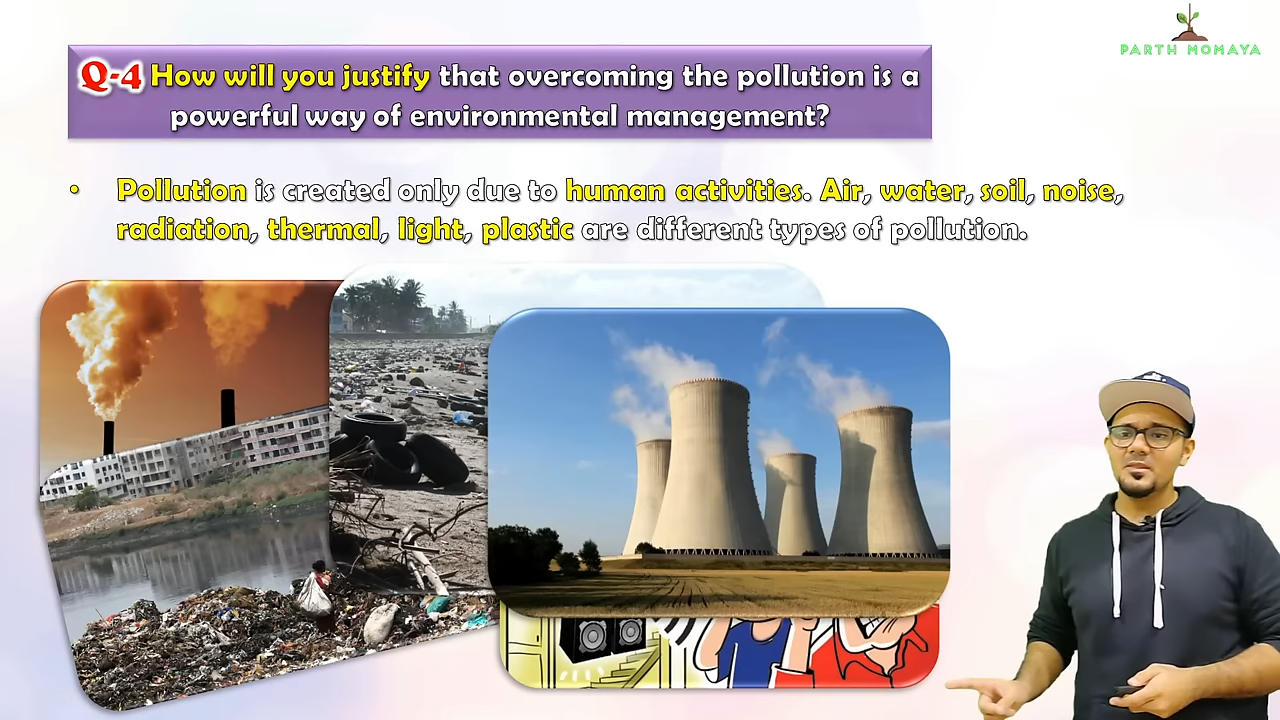 PARTH MOMAYA
Q-4 How will you justify that overcoming the pollution is a
powerful way of environmental management?
• Pollution is created only due to human activities. Air, water, soil, noise,
radiation, thermal, light, plastic are different types of pollution.